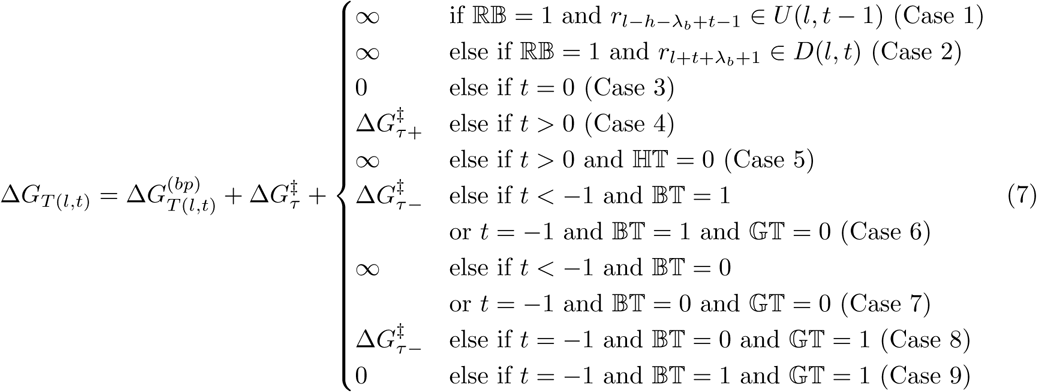 ∞ if ℝ𝔹 = 1 and r_{l−h−λ_b+t−1} ∈ U(l, t − 1) (Case 1)
∞ else if ℝ𝔹 = 1 and r_{l+t+λ_b+1} ∈ D(l, t) (Case 2)
0 else if t = 0 (Case 3)
ΔG^‡_{τ+} else if t > 0 (Case 4)
∞ else if t > 0 and ℍ𝕋 = 0 (Case 5)
ΔG_{T(l,t)} = ΔG^{(bp)}_{T(l,t)} + ΔG^‡_τ + { ΔG^‡_{τ−} else if t < −1 and 𝔹𝕋 = 1 (7)
or t = −1 and 𝔹𝕋 = 1 and 𝔾𝕋 = 0 (Case 6)
∞ else if t < −1 and 𝔹𝕋 = 0
or t = −1 and 𝔹𝕋 = 0 and 𝔾𝕋 = 0 (Case 7)
ΔG^‡_{τ−} else if t = −1 and 𝔹𝕋 = 0 and 𝔾𝕋 = 1 (Case 8)
0 else if t = −1 and 𝔹𝕋 = 1 and 𝔾𝕋 = 1 (Case 9)